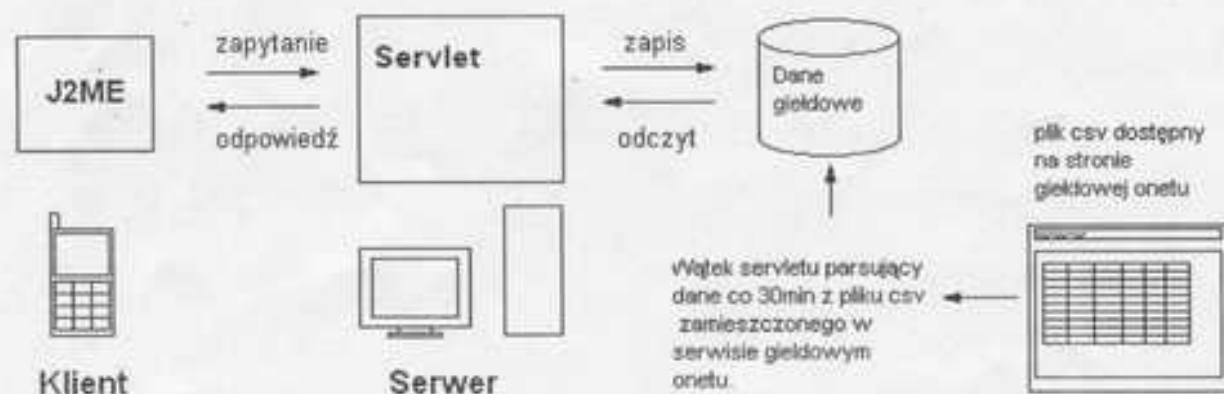 J2ME
zapytanie
odpowiedź
Servlet
zapis
odczyt
Dane
giełdowe
plik csv dostępny
na stronie
giełdowej onetu
Wątek servletu parsujący
dane co 30min z pliku csv
zamieszczonego w
serwisie giełdowym
onetu.
Klient
Serwer